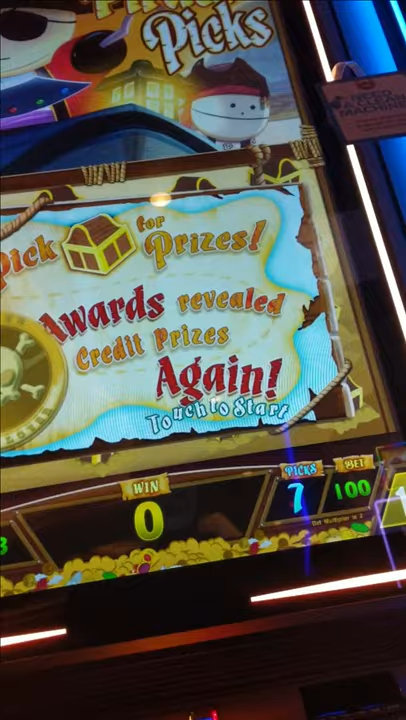 Picks
Pick for Prizes!
Awards revealed
Credit Prizes
Again!
Touch to Start
WIN
0
PICKS
7
BET
100